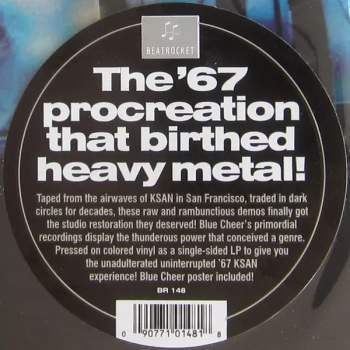 BEATROCKET
The '67
procreation
that birthed
heavy metal!
Taped from the airwaves of KSAN in San Francisco, traded in dark
circles for decades, these raw and rambunctious demos finally got
the studio restoration they deserved! Blue Cheer's primordial
recordings display the thunderous power that conceived a genre.
Pressed on colored vinyl as a single-sided LP to give you
the unadulterated uninterrupted '67 KSAN
experience! Blue Cheer poster included!
BR 148
0 90771 01481 8